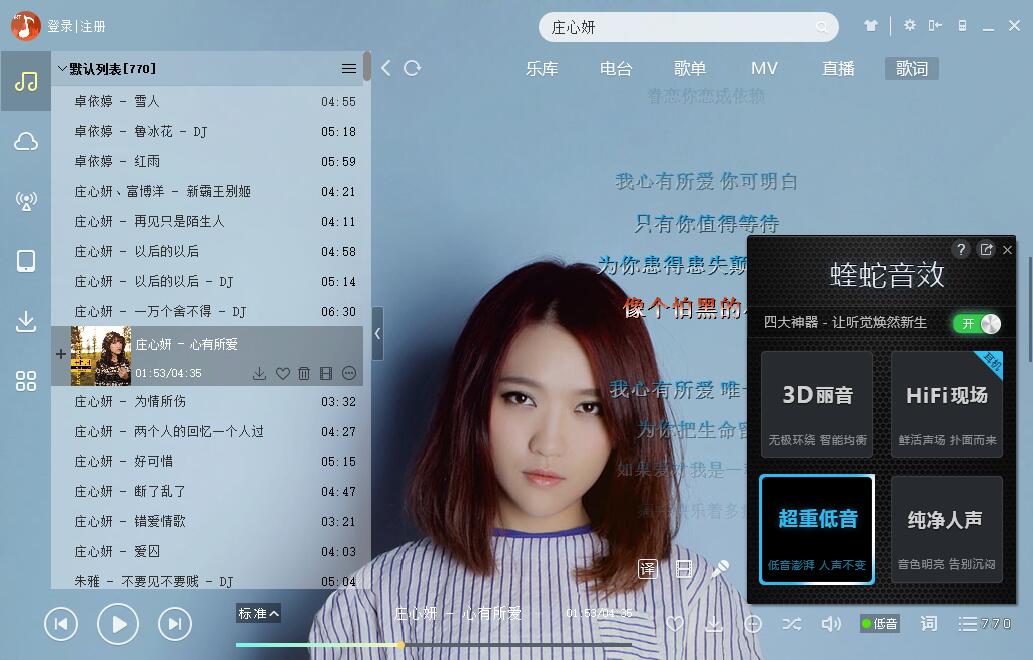 登录|注册
庄心妍
乐库 电台 歌单 MV 直播 歌词
默认列表[770]
卓依婷 - 雪人 04:55
卓依婷 - 鲁冰花 - DJ 05:18
卓依婷 - 红雨 05:59
庄心妍、富博洋 - 新霸王别姬 04:21
庄心妍 - 再见只是陌生人 04:11
庄心妍 - 以后的以后 04:58
庄心妍 - 以后的以后 - DJ 05:14
庄心妍 - 一万个舍不得 - DJ 06:30
庄心妍 - 心有所爱
01:53/04:35
庄心妍 - 为情所伤 03:32
庄心妍 - 两个人的回忆一个人过 04:27
庄心妍 - 好可惜 05:15
庄心妍 - 断了乱了 04:47
庄心妍 - 错爱情歌 03:21
庄心妍 - 爱囚 04:03
朱雅 - 不要见不要贱 - DJ 05:04
眷恋你恋成依赖
我心有所爱 你可明白
只有你值得等待
为你患得患失颠
像个怕黑的
我心有所爱 唯
为你把生命
如果爱才我是一
译
?
蝰蛇音效
四大神器 - 让听觉焕然新生 开
3D丽音
无极环绕 智能均衡
耳机
HiFi现场
鲜活声场 扑面而来
超重低音
低音澎湃 人声不变
纯净人声
音色明亮 告别沉闷
标准
庄心妍 - 心有所爱 01:53/04:35
低音 词 770